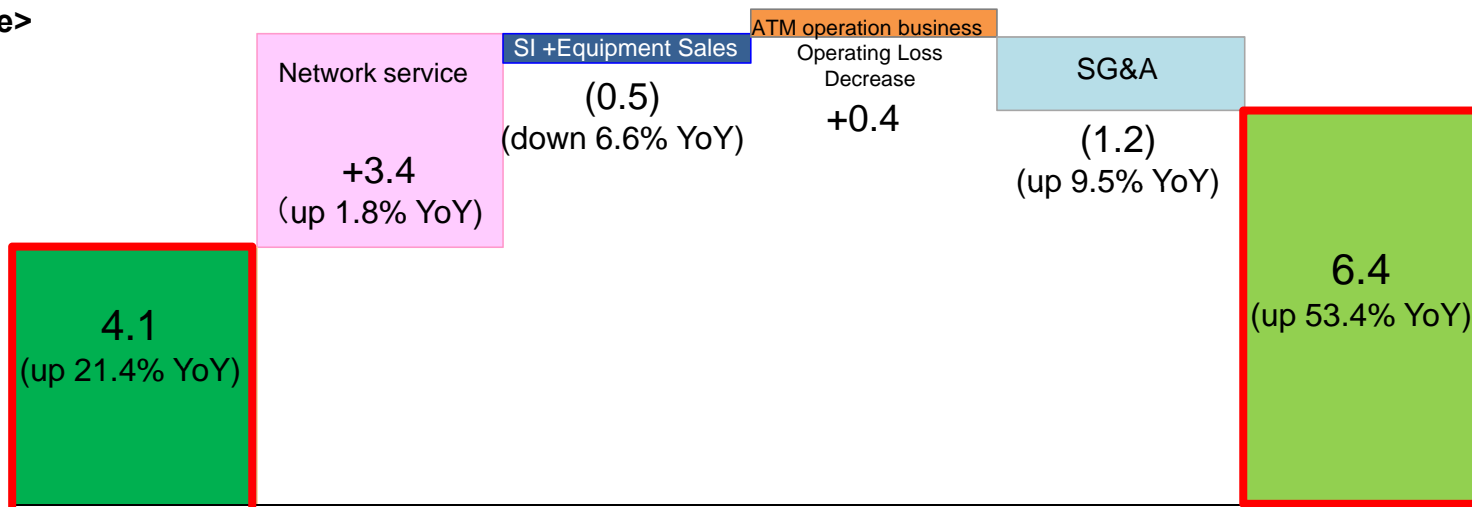 e>
Network service
+3.4
（up 1.8% YoY)
SI +Equipment Sales
(0.5)
(down 6.6% YoY)
ATM operation business
Operating Loss
Decrease
+0.4
SG&A
(1.2)
(up 9.5% YoY)
4.1
(up 21.4% YoY)
6.4
(up 53.4% YoY)